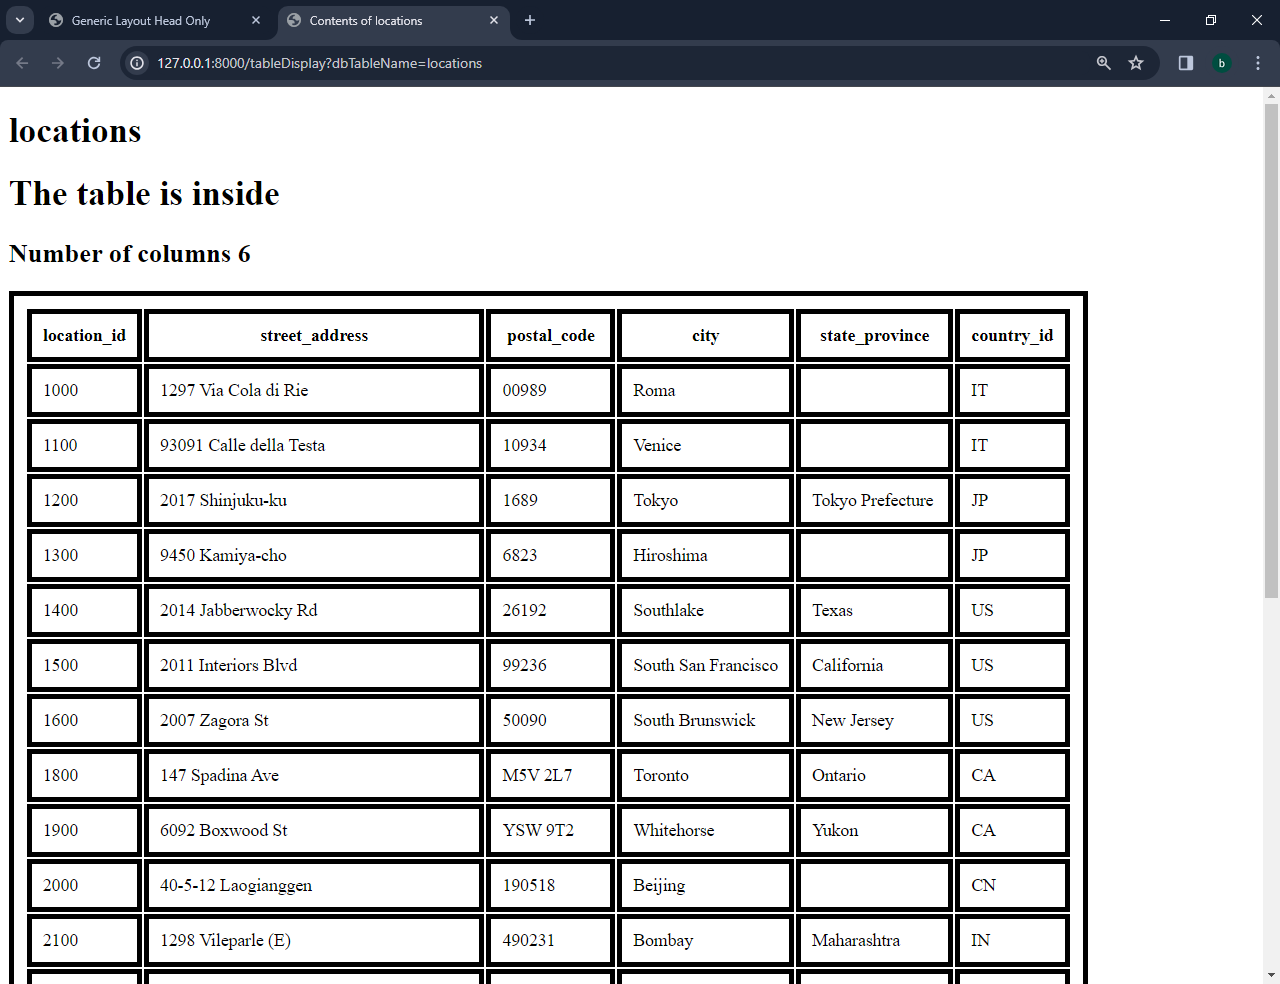 Generic Layout Head Only
Contents of locations
127.0.0.1:8000/tableDisplay?dbTableName=locations
b
locations
The table is inside
Number of columns 6
location_id street_address postal_code city state_province country_id
1000 1297 Via Cola di Rie 00989 Roma IT
1100 93091 Calle della Testa 10934 Venice IT
1200 2017 Shinjuku-ku 1689 Tokyo Tokyo Prefecture JP
1300 9450 Kamiya-cho 6823 Hiroshima JP
1400 2014 Jabberwocky Rd 26192 Southlake Texas US
1500 2011 Interiors Blvd 99236 South San Francisco California US
1600 2007 Zagora St 50090 South Brunswick New Jersey US
1800 147 Spadina Ave M5V 2L7 Toronto Ontario CA
1900 6092 Boxwood St YSW 9T2 Whitehorse Yukon CA
2000 40-5-12 Laogianggen 190518 Beijing CN
2100 1298 Vileparle (E) 490231 Bombay Maharashtra IN